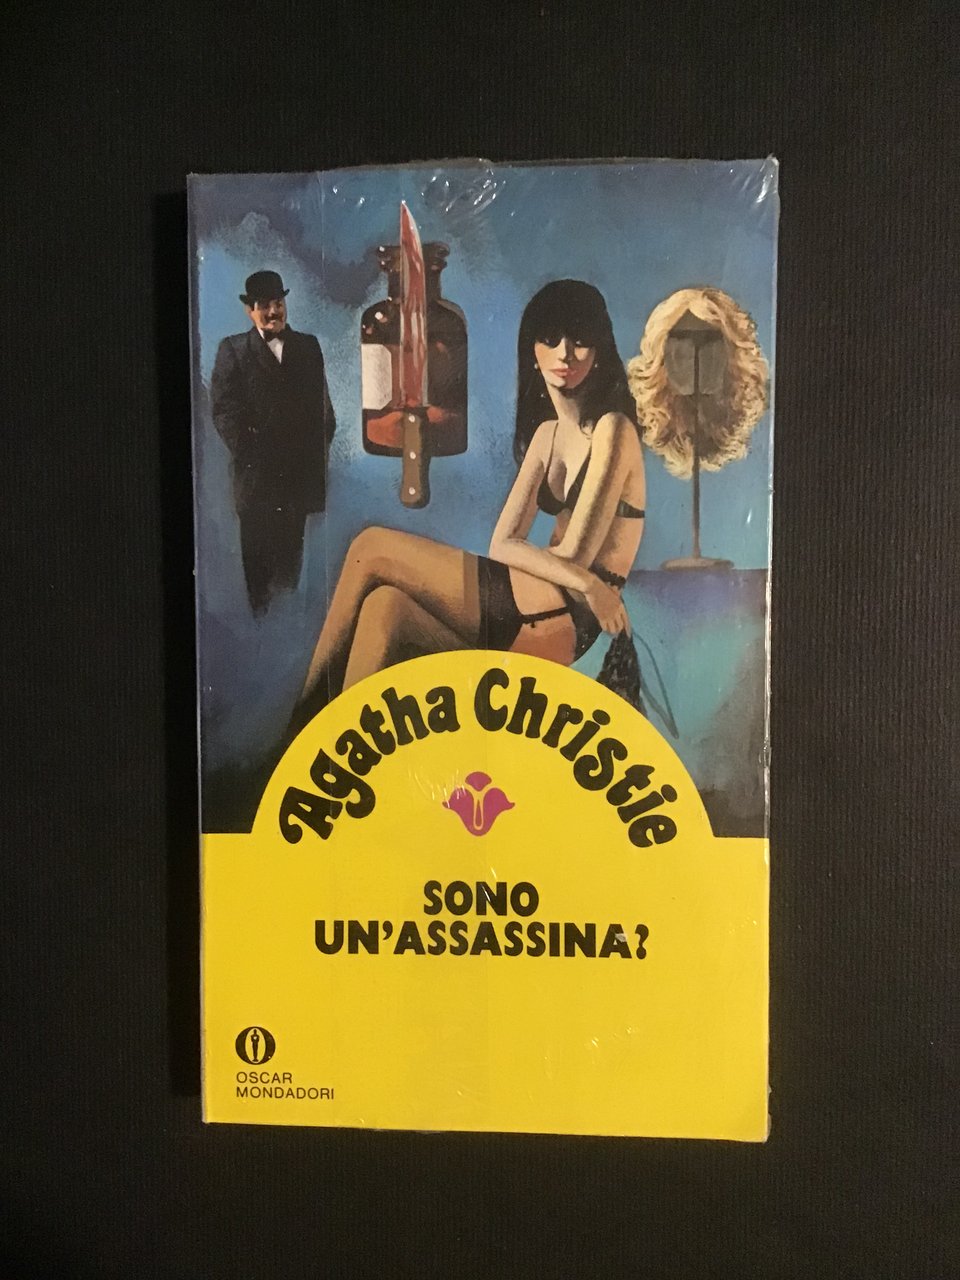 Agatha Christie
SONO
UN'ASSASSINA?
OSCAR
MONDADORI